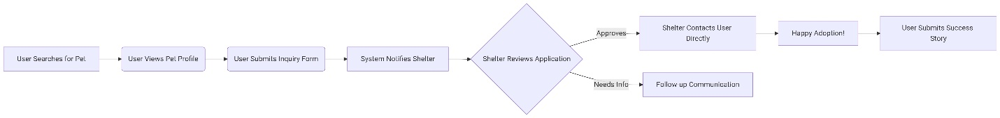 User Searches for Pet
User Views Pet Profile
User Submits Inquiry Form
System Notifies Shelter
Shelter Reviews Application
Approves
Shelter Contacts User
Directly
Happy Adoption!
User Submits Success
Story
Needs Info
Follow up Communication